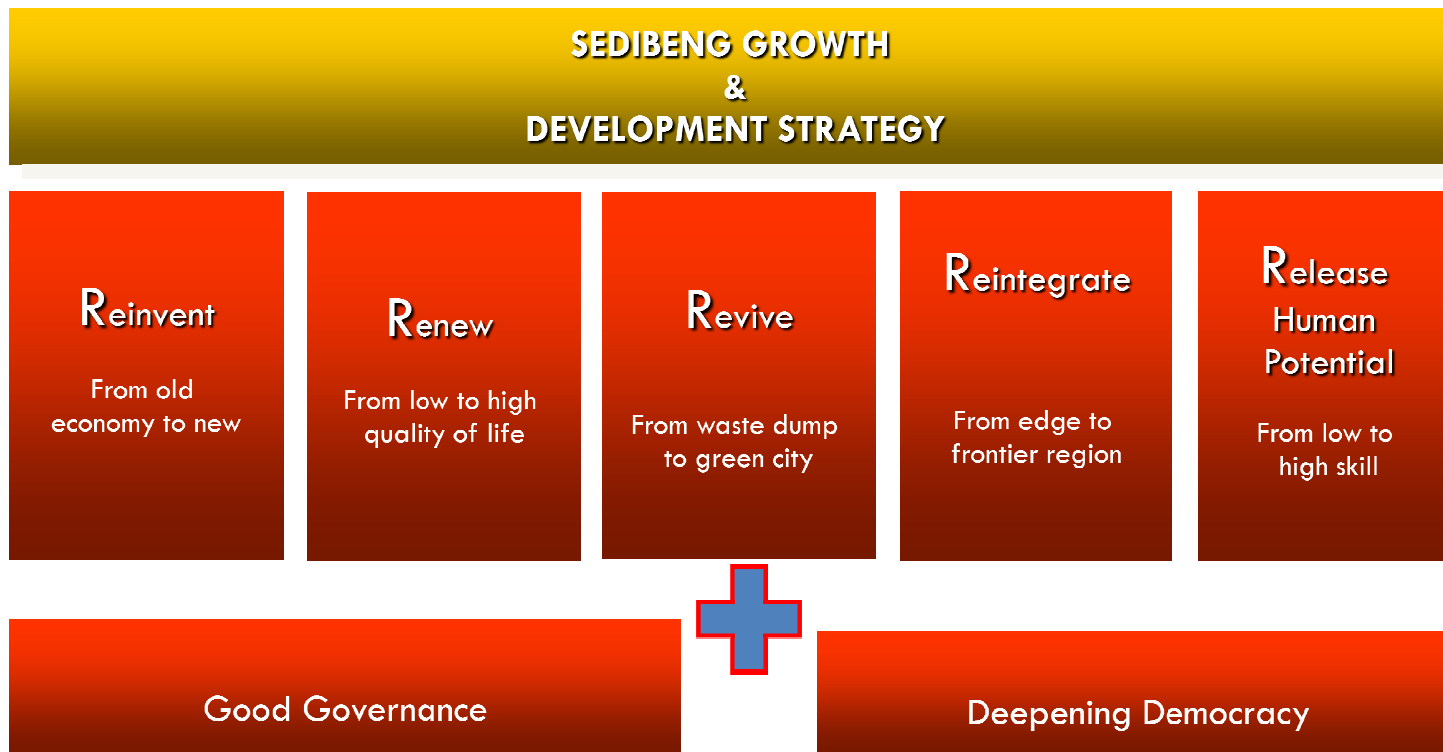 SEDIBENG GROWTH
&
DEVELOPMENT STRATEGY
Reinvent
From old
economy to new
Renew
From low to high
quality of life
Revive
From waste dump
to green city
Reintegrate
From edge to
frontier region
Release
Human
Potential
From low to
high skill
Good Governance
Deepening Democracy